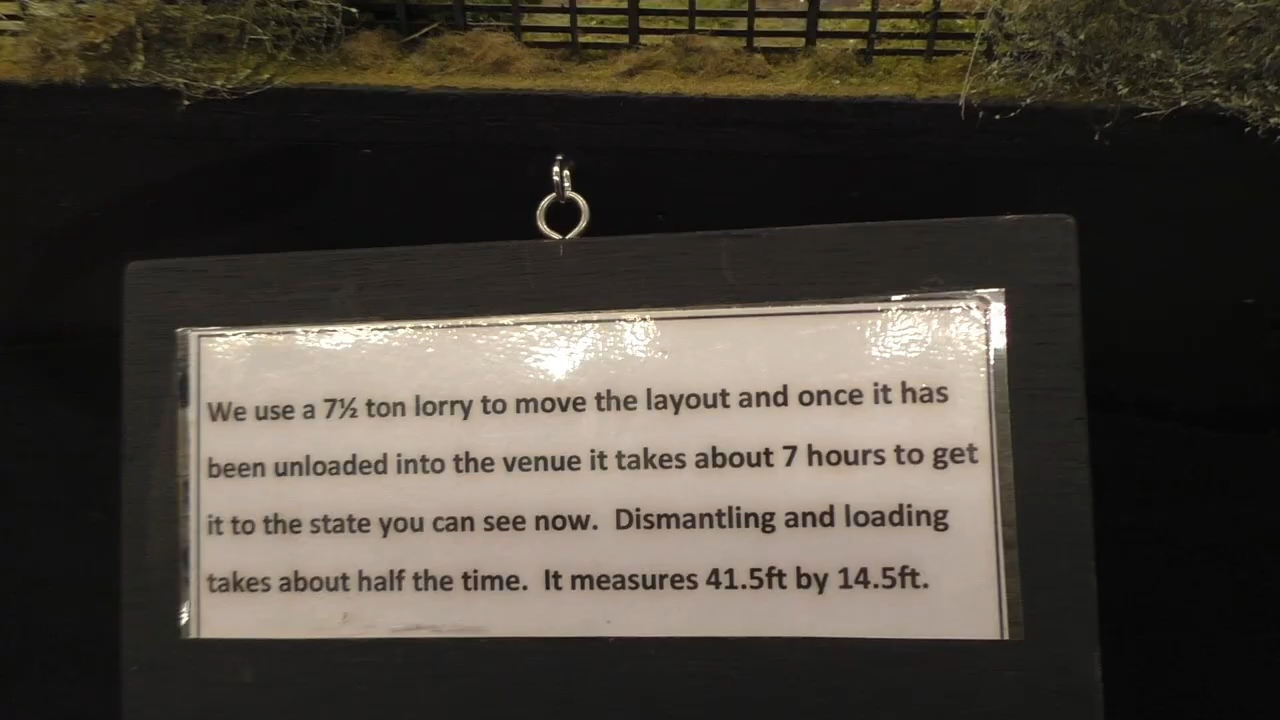 We use a 7½ ton lorry to move the layout and once it has
been unloaded into the venue it takes about 7 hours to get
it to the state you can see now.  Dismantling and loading
takes about half the time.  It measures 41.5ft by 14.5ft.